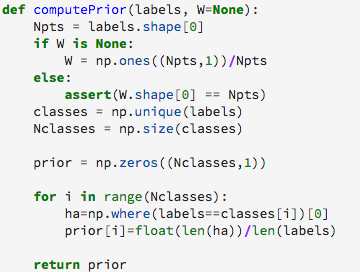 def computePrior(labels, W=None):
    Npts = labels.shape[0]
    if W is None:
        W = np.ones((Npts,1))/Npts
    else:
        assert(W.shape[0] == Npts)
    classes = np.unique(labels)
    Nclasses = np.size(classes)

    prior = np.zeros((Nclasses,1))

    for i in range(Nclasses):
        ha=np.where(labels==classes[i])[0]
        prior[i]=float(len(ha))/len(labels)

    return prior